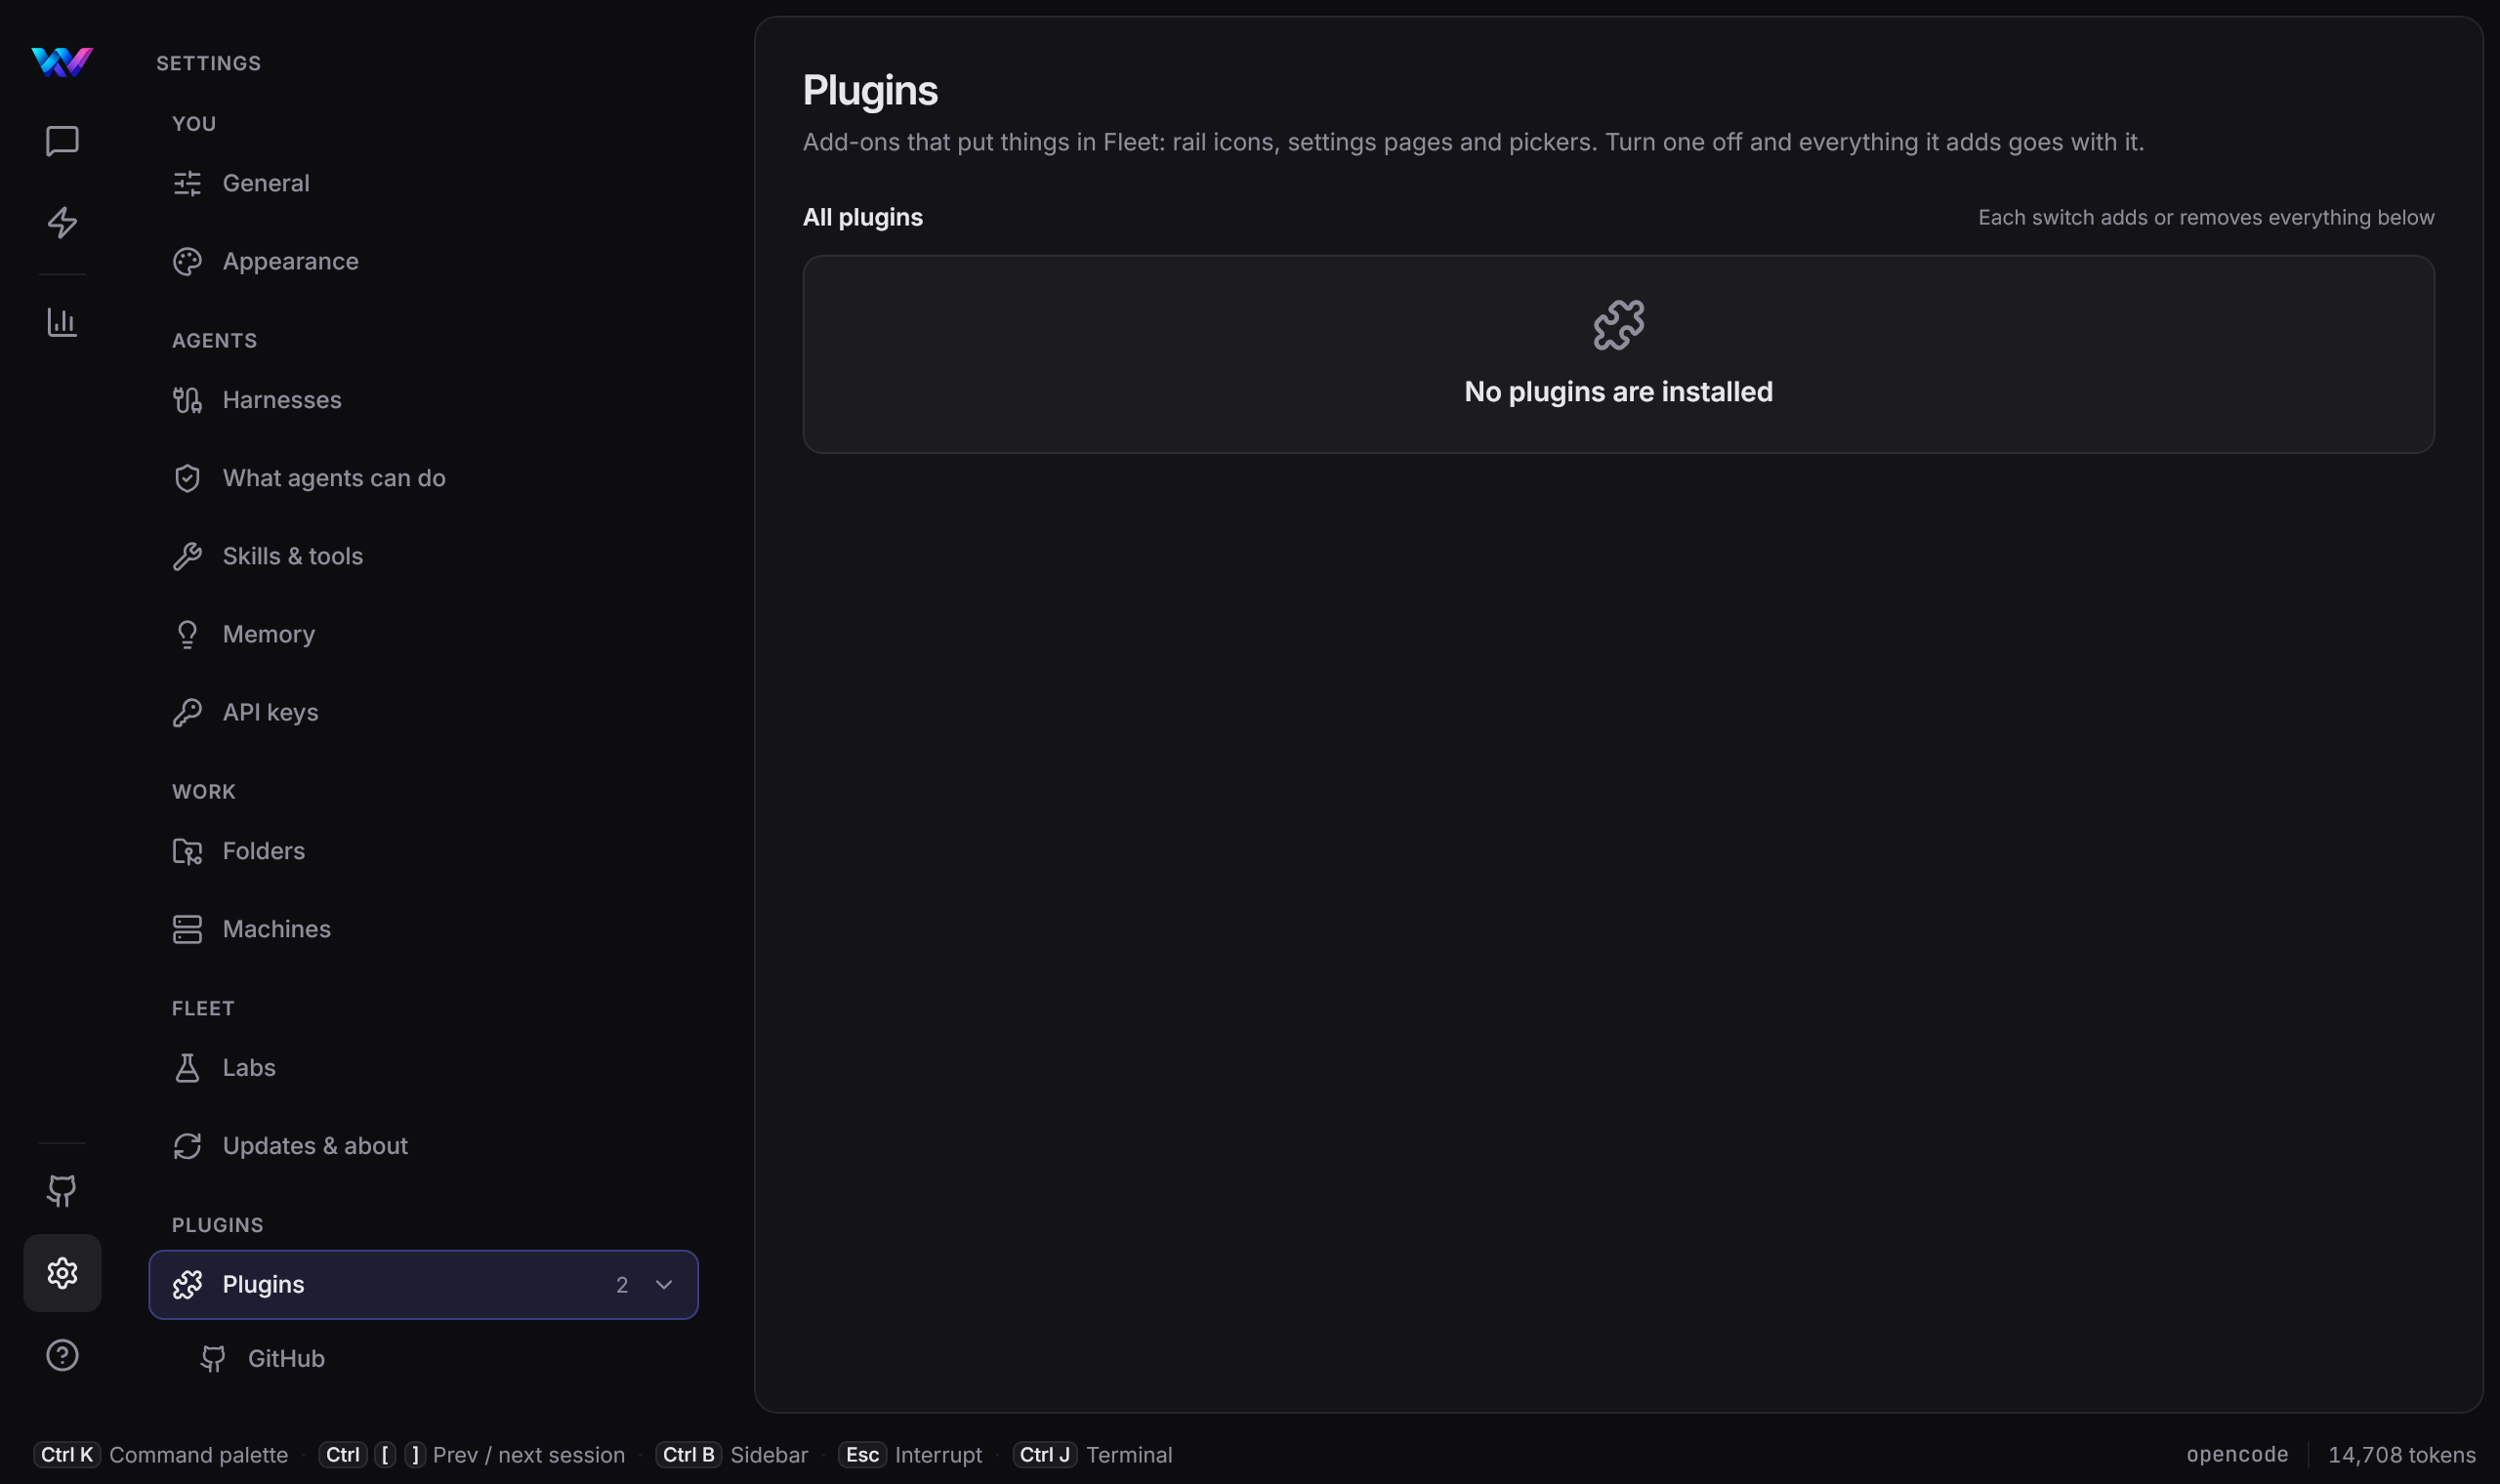 SETTINGS
YOU
General
Appearance
AGENTS
Harnesses
What agents can do
Skills & tools
Memory
API keys
WORK
Folders
Machines
FLEET
Labs
Updates & about
PLUGINS
Plugins 2
GitHub
Plugins
Add-ons that put things in Fleet: rail icons, settings pages and pickers. Turn one off and everything it adds goes with it.
All plugins
Each switch adds or removes everything below
No plugins are installed
Ctrl K Command palette · Ctrl [ ] Prev / next session · Ctrl B Sidebar · Esc Interrupt · Ctrl J Terminal
opencode 14,708 tokens